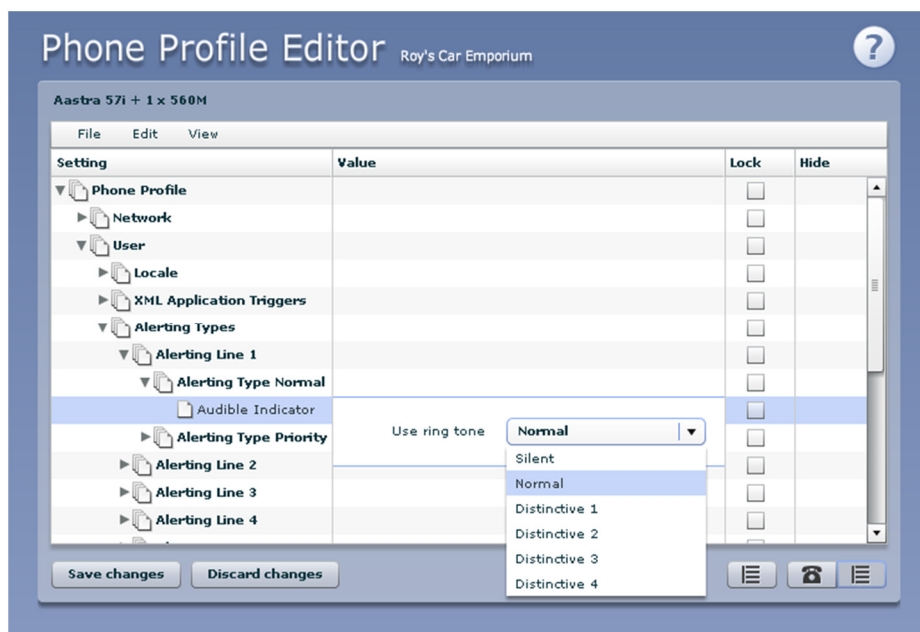 Phone Profile Editor Roy's Car Emporium ?
Aastra 57i + 1 x 560M
File Edit View
Setting Value Lock Hide
Phone Profile
Network
User
Locale
XML Application Triggers
Alerting Types
Alerting Line 1
Alerting Type Normal
Audible Indicator
Use ring tone Normal
Alerting Type Priority
Silent
Alerting Line 2
Normal
Alerting Line 3
Distinctive 1
Alerting Line 4
Distinctive 2
Distinctive 3
Distinctive 4
Save changes Discard changes